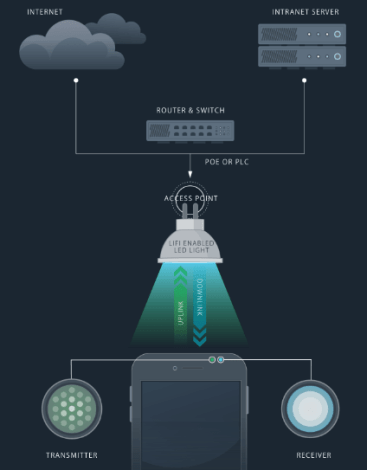 INTERNET
INTRANET SERVER
ROUTER & SWITCH
POE OR PLC
ACCESS POINT
LIFI ENABLED
LED LIGHT
UPLINK
DOWNLINK
TRANSMITTER
RECEIVER